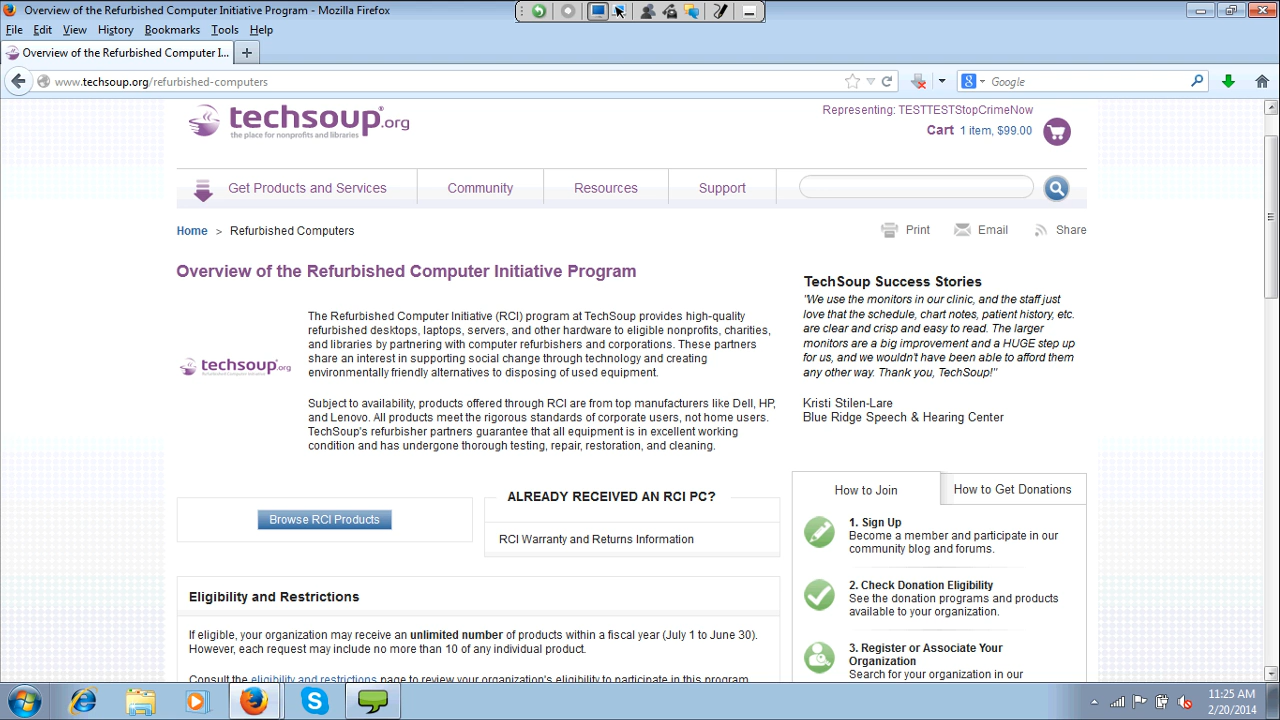 Overview of the Refurbished Computer Initiative Program - Mozilla Firefox
File Edit View History Bookmarks Tools Help
Overview of the Refurbished Computer I...
www.techsoup.org/refurbished-computers
Google
techsoup.org
the place for nonprofits and libraries
Representing: TESTTESTStopCrimeNow
Cart 1 item, $99.00
Get Products and Services Community Resources Support
Home > Refurbished Computers
Print Email Share
Overview of the Refurbished Computer Initiative Program
techsoup.org
The Refurbished Computer Initiative (RCI) program at TechSoup provides high-quality
refurbished desktops, laptops, servers, and other hardware to eligible nonprofits, charities,
and libraries by partnering with computer refurbishers and corporations. These partners
share an interest in supporting social change through technology and creating
environmentally friendly alternatives to disposing of used equipment.
Subject to availability, products offered through RCI are from top manufacturers like Dell, HP,
and Lenovo. All products meet the rigorous standards of corporate users, not home users.
TechSoup's refurbisher partners guarantee that all equipment is in excellent working
condition and has undergone thorough testing, repair, restoration, and cleaning.
Browse RCI Products
ALREADY RECEIVED AN RCI PC?
RCI Warranty and Returns Information
Eligibility and Restrictions
If eligible, your organization may receive an unlimited number of products within a fiscal year (July 1 to June 30).
However, each request may include no more than 10 of any individual product.
Consult the eligibility and restrictions page to review your organization's eligibility to participate in this program
TechSoup Success Stories
"We use the monitors in our clinic, and the staff just
love that the schedule, chart notes, patient history, etc.
are clear and crisp and easy to read. The larger
monitors are a big improvement and a HUGE step up
for us, and we wouldn't have been able to afford them
any other way. Thank you, TechSoup!"
Kristi Stilen-Lare
Blue Ridge Speech & Hearing Center
How to Join How to Get Donations
1. Sign Up
Become a member and participate in our
community blog and forums.
2. Check Donation Eligibility
See the donation programs and products
available to your organization.
3. Register or Associate Your
Organization
Search for your organization in our
11:25 AM
2/20/2014